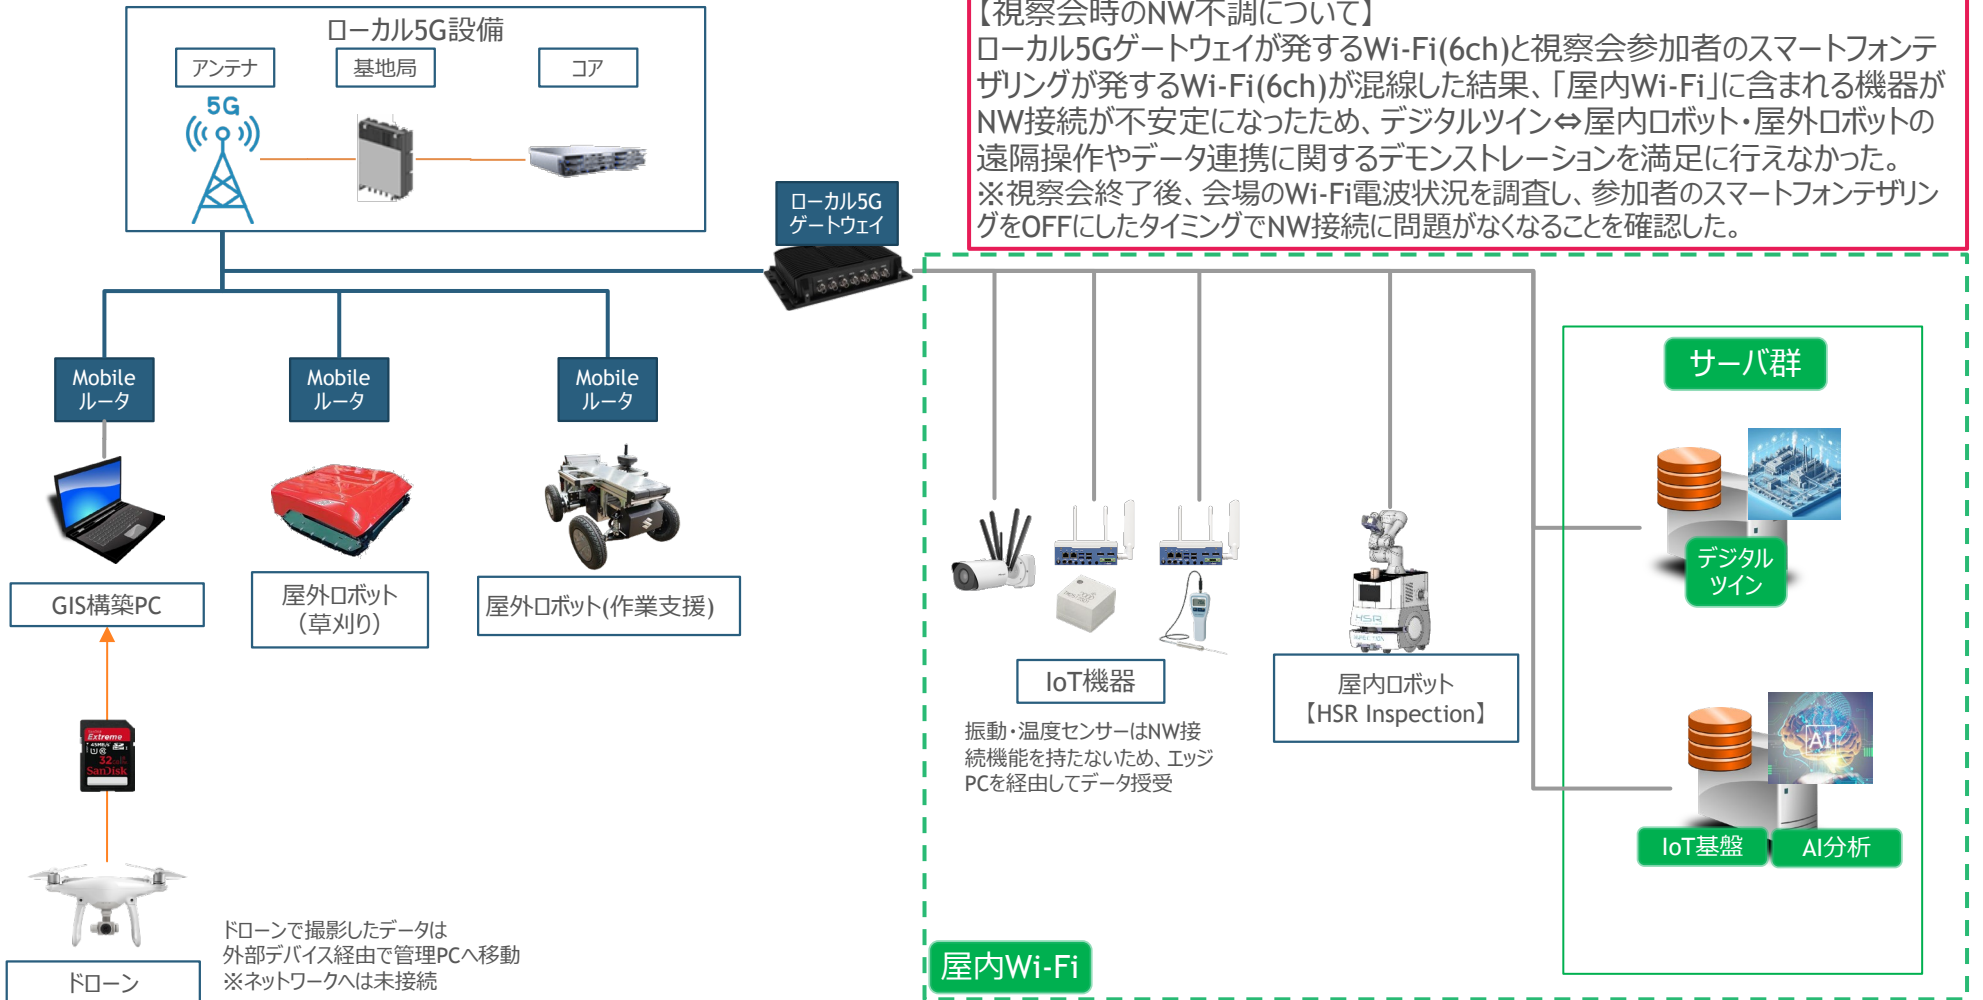 ローカル5G設備
アンテナ
基地局
コア
5G
【視察会時のNW不調について】
ローカル5Gゲートウェイが発するWi-Fi(6ch)と視察会参加者のスマートフォンテ
ザリングが発するWi-Fi(6ch)が混線した結果、「屋内Wi-Fi」に含まれる機器が
NW接続が不安定になったため、デジタルツイン⇔屋内ロボット・屋外ロボットの
遠隔操作やデータ連携に関するデモンストレーションを満足に行えなかった。
※視察会終了後、会場のWi-Fi電波状況を調査し、参加者のスマートフォンテザリン
グをOFFにしたタイミングでNW接続に問題がなくなることを確認した。
ローカル5G
ゲートウェイ
Mobile
ルータ
Mobile
ルータ
Mobile
ルータ
GIS構築PC
屋外ロボット
（草刈り）
屋外ロボット(作業支援)
Extreme
32
SanDisk
ドローン
ドローンで撮影したデータは
外部デバイス経由で管理PCへ移動
※ネットワークへは未接続
IoT機器
振動・温度センサーはNW接
続機能を持たないため、エッジ
PCを経由してデータ授受
HSR
屋内ロボット
【HSR Inspection】
サーバ群
デジタル
ツイン
AI
IoT基盤
AI分析
屋内Wi-Fi